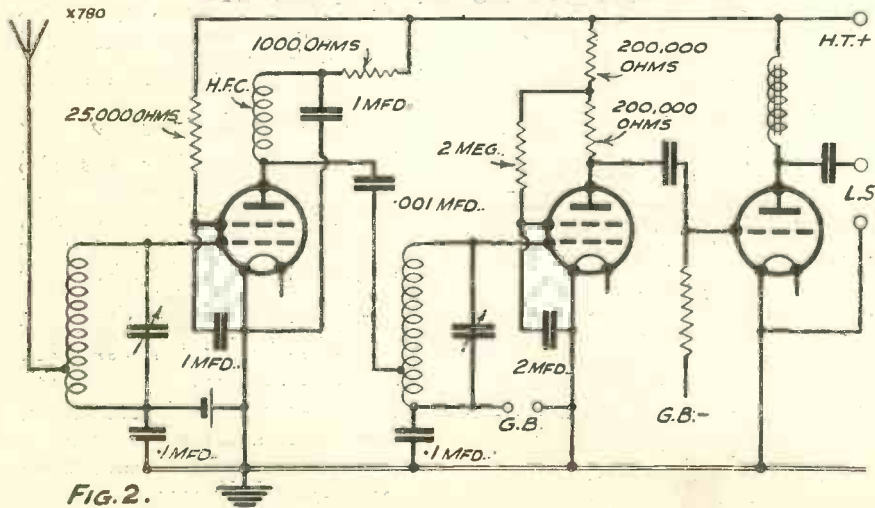 X780
1000,OHMS
200,000
OHMS
H.T.+
H.F.C.
25,000 OHMS
1 MFD.
200,000
OHMS
2 MEG.
.001 MFD..
L.S
1 MFD..
2 MFD..
G.B.-
G.B.
.1 MFD..
.1 MFD..
FIG. 2.